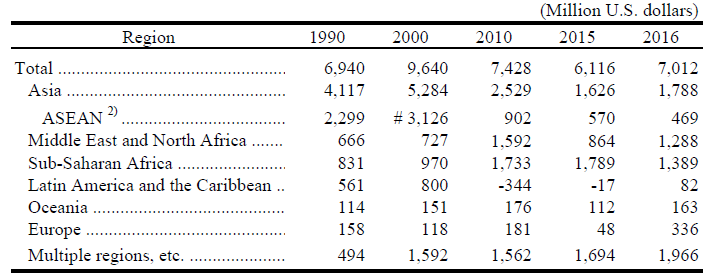 (Million U.S. dollars)
Region 1990 2000 2010 2015 2016
Total ................................................ 6,940 9,640 7,428 6,116 7,012
Asia .............................................. 4,117 5,284 2,529 1,626 1,788
ASEAN 2) .................................. 2,299 # 3,126 902 570 469
Middle East and North Africa ....... 666 727 1,592 864 1,288
Sub-Saharan Africa ....................... 831 970 1,733 1,789 1,389
Latin America and the Caribbean .. 561 800 -344 -17 82
Oceania ......................................... 114 151 176 112 163
Europe .......................................... 158 118 181 48 336
Multiple regions, etc. .................... 494 1,592 1,562 1,694 1,966